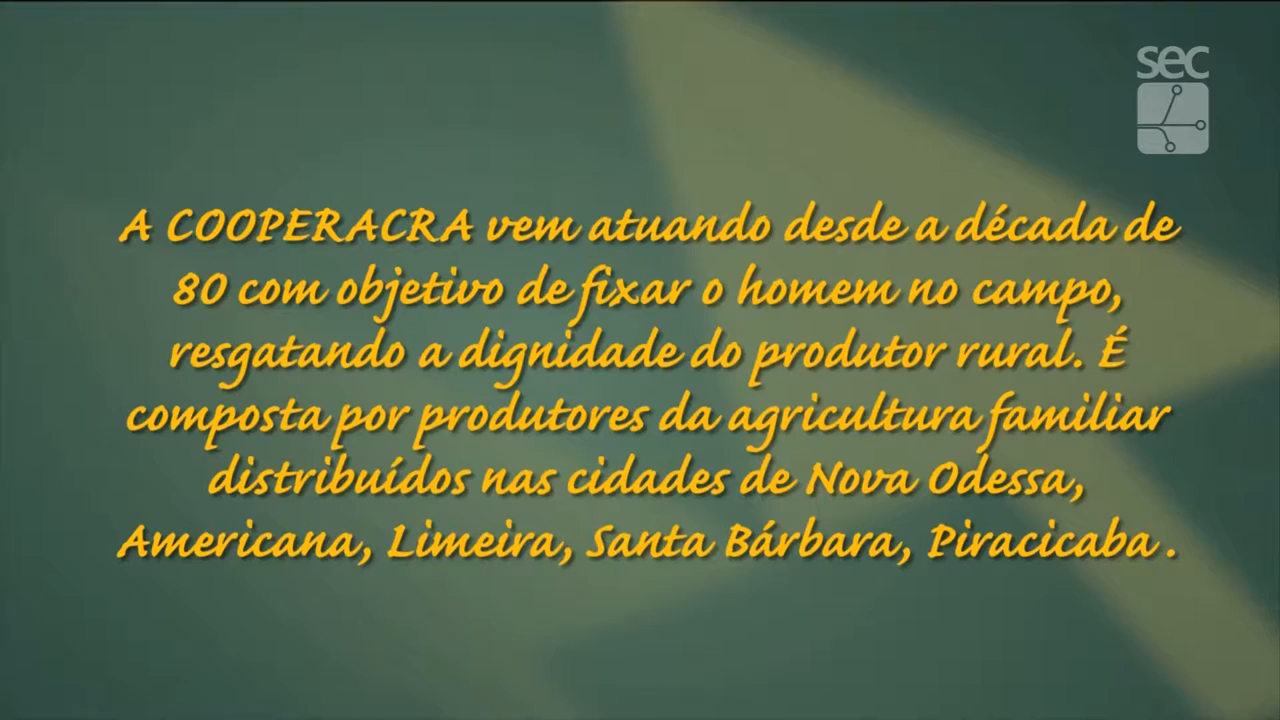 sec
A COOPERACRA vem atuando desde a década de
80 com objetivo de fixar o homem no campo,
resgatando a dignidade do produtor rural. É
composta por produtores da agricultura familiar
distribuídos nas cidades de Nova Odessa,
Americana, Limeira, Santa Bárbara, Piracicaba .